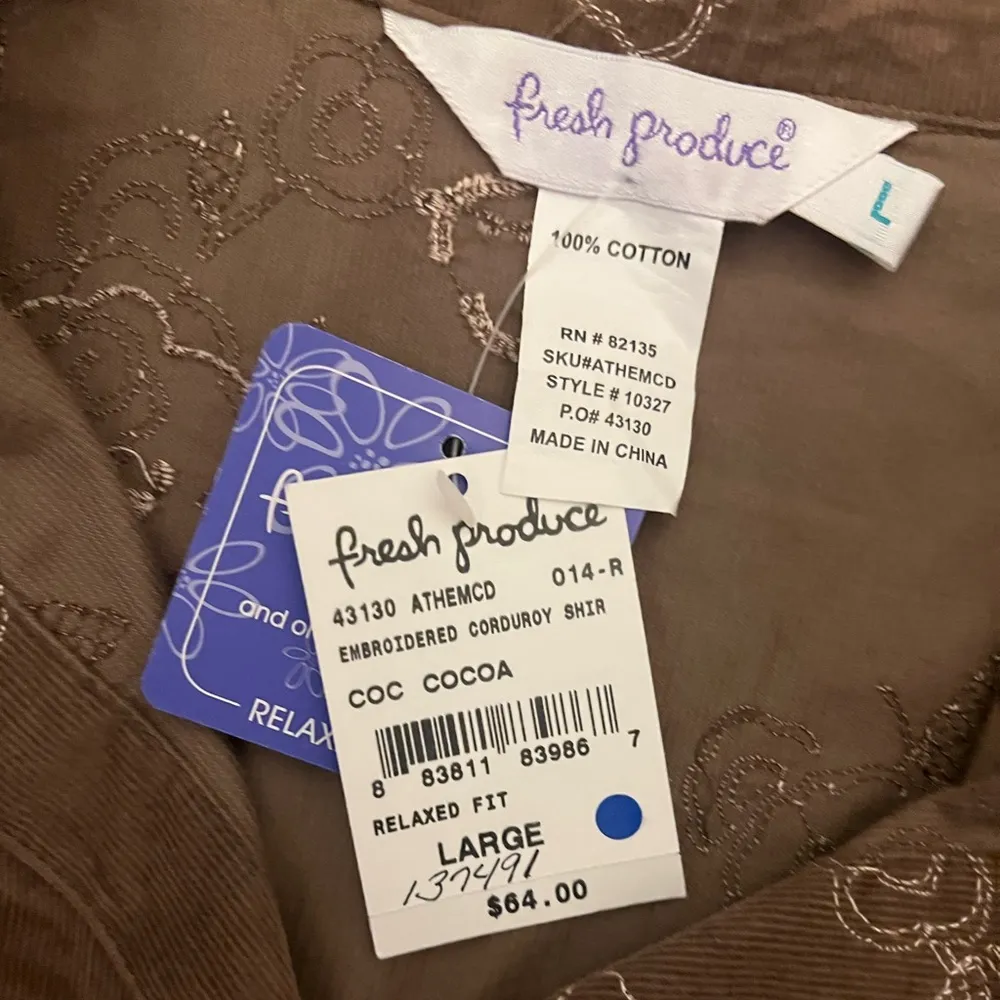 fresh produce®
L
100% COTTON
RN # 82135
SKU#ATHEMCD
STYLE # 10327
P.O# 43130
MADE IN CHINA
fresh produce
43130 ATHEMCD 014-R
EMBROIDERED CORDUROY SHIR
COC COCOA
8 83811 83986 7
RELAXED FIT
LARGE
137491
$64.00
and
RELAX